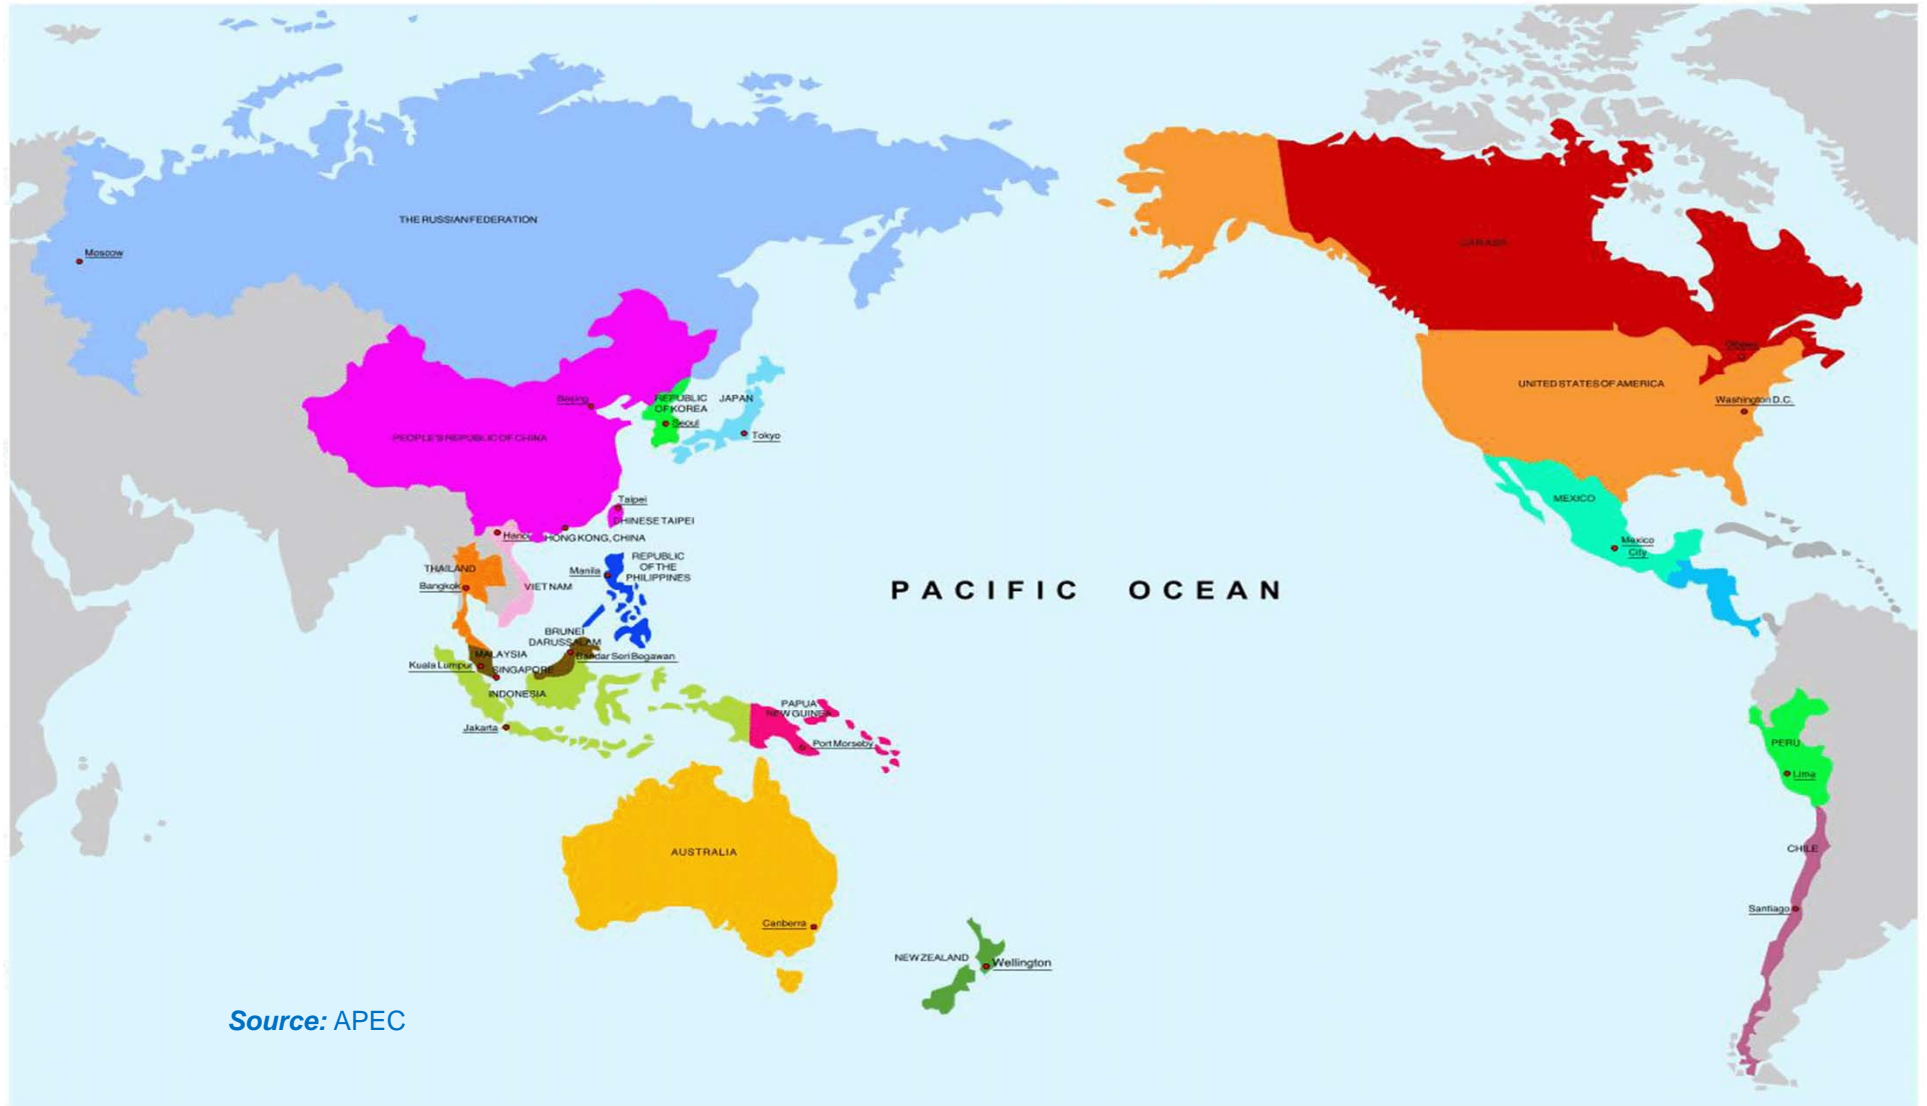 THE RUSSIAN FEDERATION
Moscow
CANADA
Ottawa
UNITED STATES OF AMERICA
Washington D.C.
Beijing
REPUBLIC
OF KOREA
Seoul
JAPAN
Tokyo
PEOPLE'S REPUBLIC OF CHINA
MEXICO
Mexico
City
Taipei
CHINESE TAIPEI
Hanoi
HONG KONG, CHINA
THAILAND
Bangkok
VIET NAM
Manila
REPUBLIC
OF THE
PHILIPPINES
PACIFIC OCEAN
BRUNEI
DARUSSALAM
Bandar Seri Begawan
MALAYSIA
Kuala Lumpur
SINGAPORE
INDONESIA
Jakarta
PAPUA
NEW GUINEA
Port Morseby
PERU
Lima
AUSTRALIA
Canberra
CHILE
Santiago
NEW ZEALAND
Wellington
Source: APEC